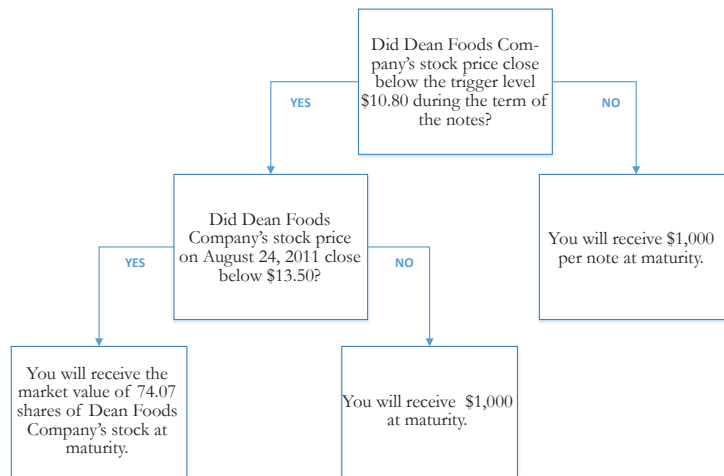 Did Dean Foods Com-
pany's stock price close
below the trigger level
$10.80 during the term of
the notes?
YES
NO
Did Dean Foods
Company's stock price
on August 24, 2011 close
below $13.50?
You will receive $1,000
per note at maturity.
YES
NO
You will receive the
market value of 74.07
shares of Dean Foods
Company's stock at
maturity.
You will receive $1,000
at maturity.